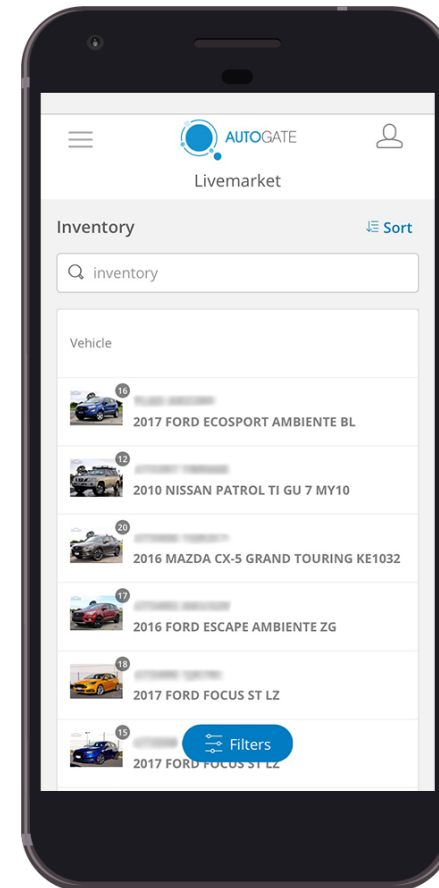 AUTOGATE
Livemarket
Inventory
Sort
inventory
Vehicle
16
2017 FORD ECOSPORT AMBIENTE BL
12
2010 NISSAN PATROL TI GU 7 MY10
20
2016 MAZDA CX-5 GRAND TOURING KE1032
17
2016 FORD ESCAPE AMBIENTE ZG
18
2017 FORD FOCUS ST LZ
15
Filters
2017 FORD FOCUS ST LZ